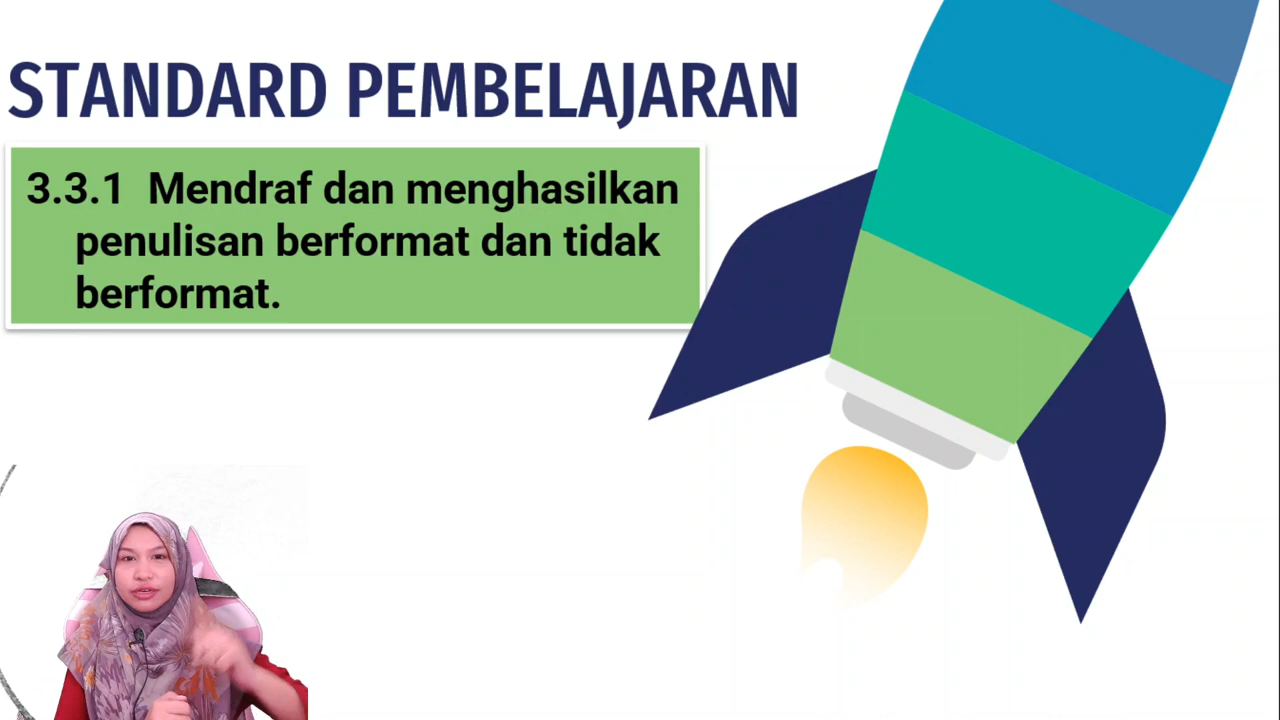 STANDARD PEMBELAJARAN
3.3.1 Mendraf dan menghasilkan
penulisan berformat dan tidak
berformat.